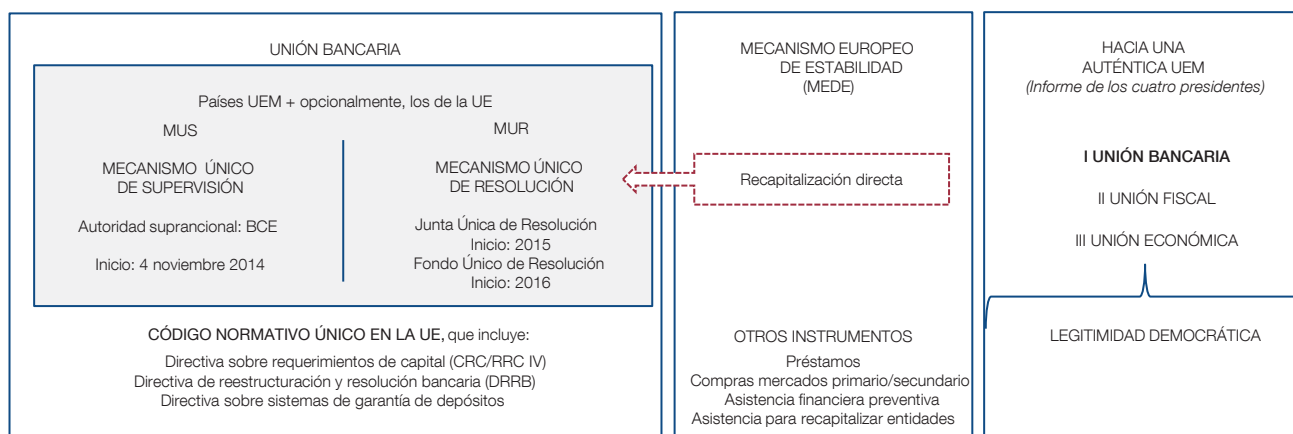 UNIÓN BANCARIA
Países UEM + opcionalmente, los de la UE
MUS
MECANISMO ÚNICO
DE SUPERVISIÓN
Autoridad suprancional: BCE
Inicio: 4 noviembre 2014
MUR
MECANISMO ÚNICO
DE RESOLUCIÓN
Junta Única de Resolución
Inicio: 2015
Fondo Único de Resolución
Inicio: 2016
CÓDIGO NORMATIVO ÚNICO EN LA UE, que incluye:
Directiva sobre requerimientos de capital (CRC/RRC IV)
Directiva de reestructuración y resolución bancaria (DRRB)
Directiva sobre sistemas de garantía de depósitos
MECANISMO EUROPEO
DE ESTABILIDAD
(MEDE)
Recapitalización directa
OTROS INSTRUMENTOS
Préstamos
Compras mercados primario/secundario
Asistencia financiera preventiva
Asistencia para recapitalizar entidades
HACIA UNA
AUTÉNTICA UEM
(Informe de los cuatro presidentes)
I UNIÓN BANCARIA
II UNIÓN FISCAL
III UNIÓN ECONÓMICA
LEGITIMIDAD DEMOCRÁTICA